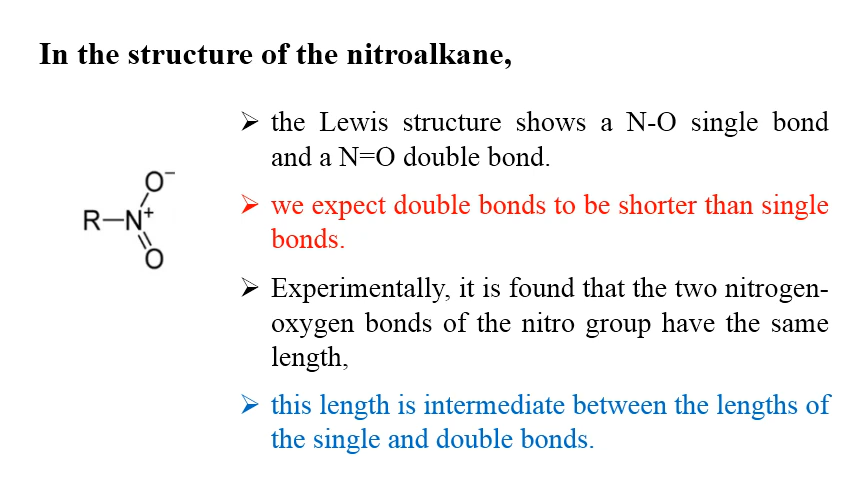 In the structure of the nitroalkane,
➢ the Lewis structure shows a N-O single bond
and a N=O double bond.
➢ we expect double bonds to be shorter than single
bonds.
➢ Experimentally, it is found that the two nitrogen-
oxygen bonds of the nitro group have the same
length,
➢ this length is intermediate between the lengths of
the single and double bonds.
O⁻
R–N⁺
O